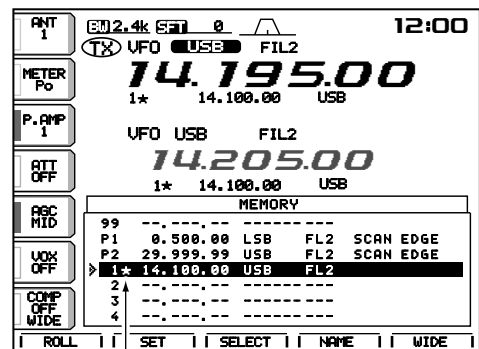 ANT 1
BW 2.4k SFT 0 12:00
TX VFO USB FIL2
METER Po
14.195.00
1★ 14.100.00 USB
P.AMP 1
VFO USB FIL2
14.205.00
ATT OFF
1★ 14.100.00 USB
MEMORY
AGC MID
99 --.---.-- --- --- ---
P1 0.500.00 LSB FL2 SCAN EDGE
P2 29.999.99 USB FL2 SCAN EDGE
VOX OFF
1★ 14.100.00 USB FL2
2 --.---.-- --- --- ---
3 --.---.-- --- --- ---
4 --.---.-- --- --- ---
COMP OFF WIDE
ROLL SET SELECT NAME WIDE